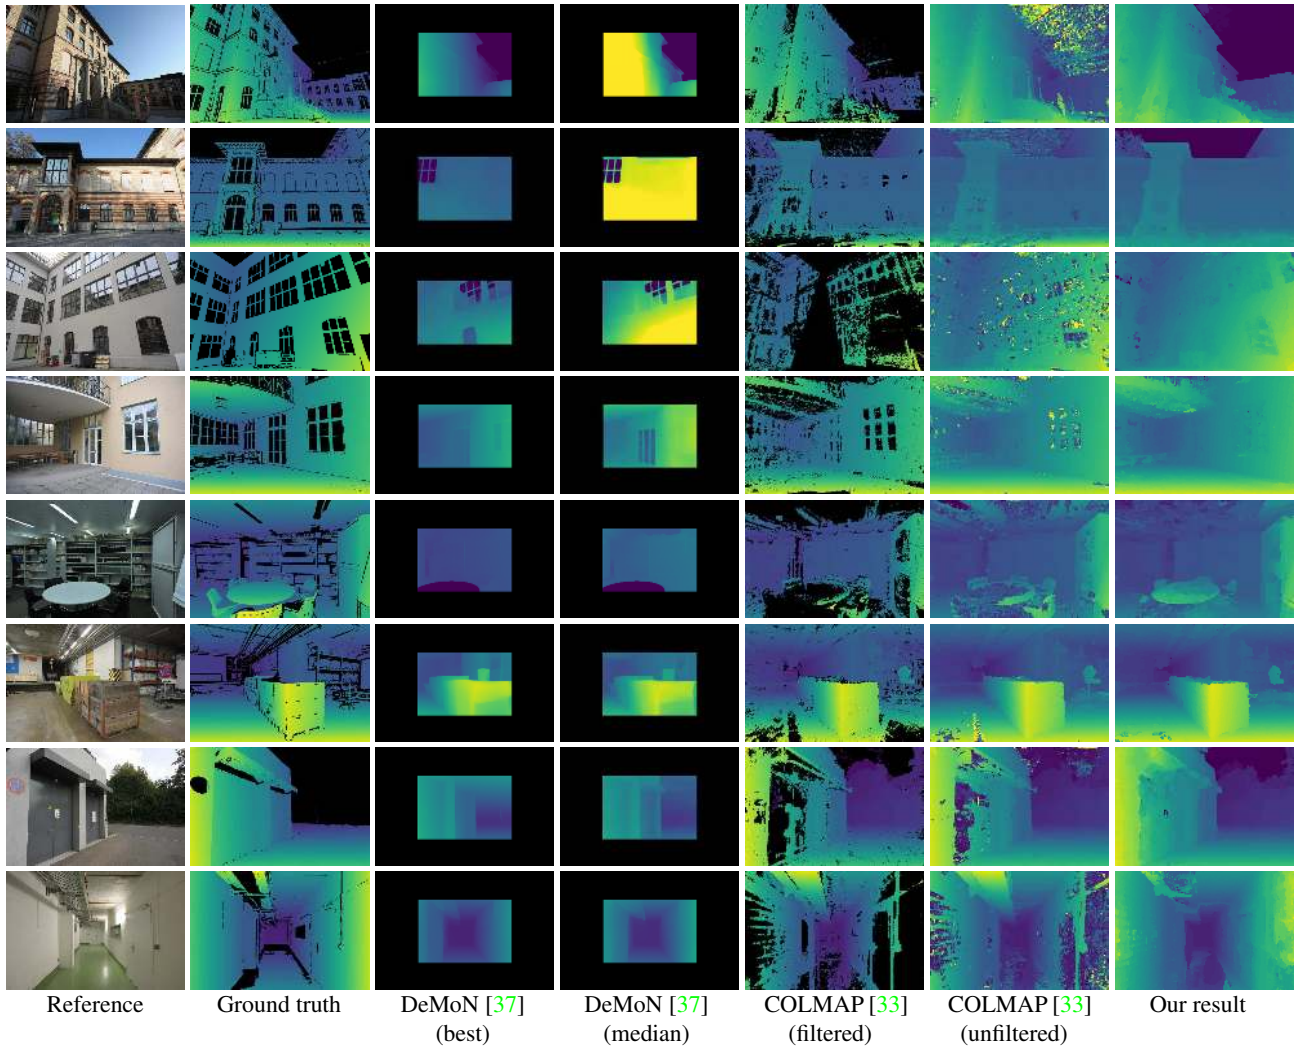 Reference Ground truth DeMoN [37] DeMoN [37] COLMAP [33] COLMAP [33] Our result
(best) (median) (filtered) (unfiltered)